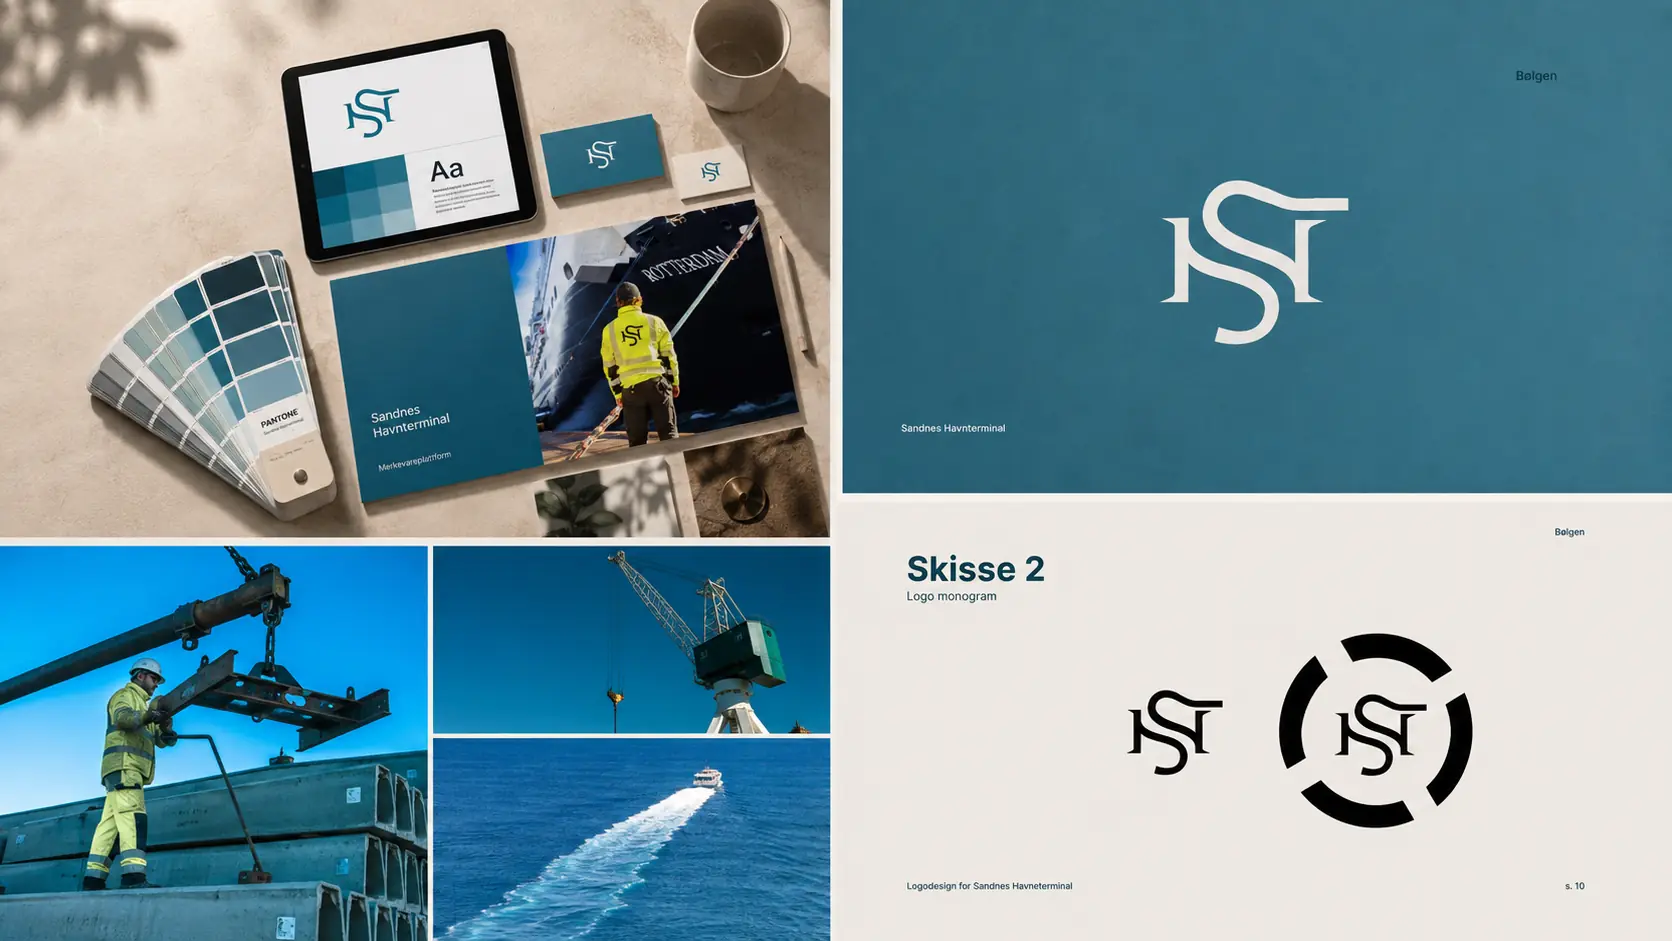 Aa
PANTONE
ROTTERDAM
Sandnes
Havnterminal
Merkevareplattform
Bølgen
Sandnes Havnterminal
Bølgen
Skisse 2
Logo monogram
Logodesign for Sandnes Havneterminal
s. 10